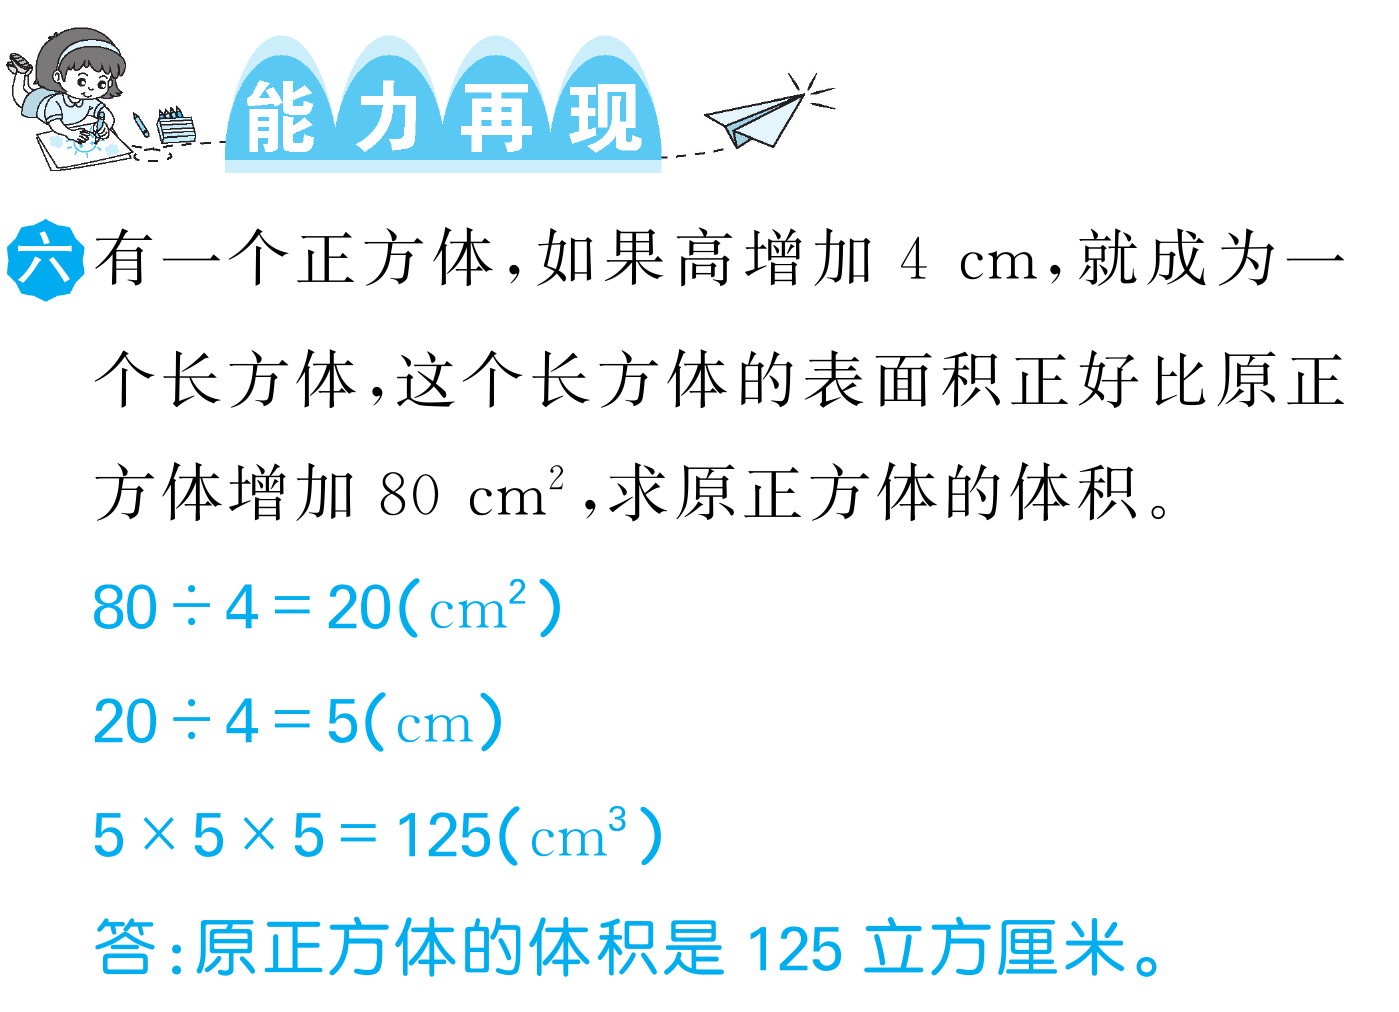 能力再现
六 有一个正方体,如果高增加 4 cm,就成为一
个长方体,这个长方体的表面积正好比原正
方体增加 80 cm²,求原正方体的体积。
80÷4=20(cm²)
20÷4=5(cm)
5×5×5=125(cm³)
答:原正方体的体积是 125 立方厘米。